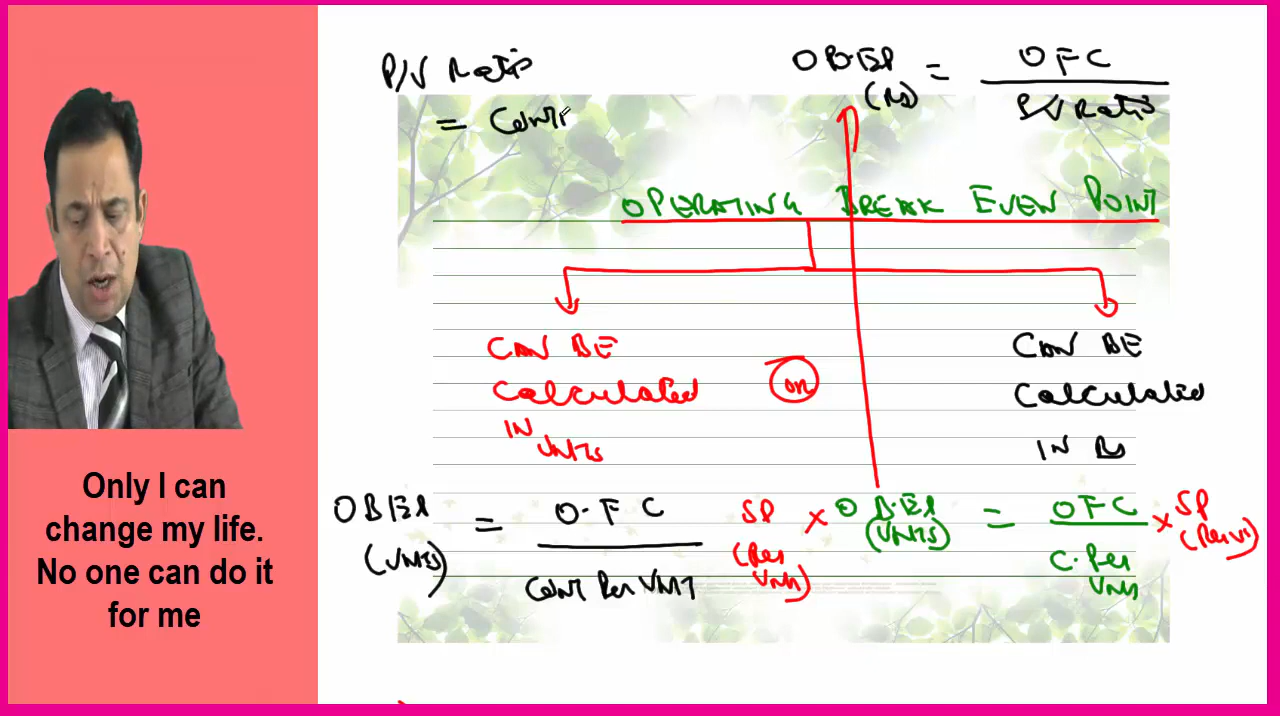 P/V Ratio
= Cont
OBEP (Rs) = OFC / P/V Ratio
OPERATING BREAK EVEN POINT
CAN BE
Calculated
IN
Units
OR
CAN BE
Calculated
IN Rs
OBEP (Units) = O.F.C / Cont Per Unit
SP (Per Unit) × OBEP (Units) = OFC / C. Per Unit × SP (Per U)
Only I can
change my life.
No one can do it
for me